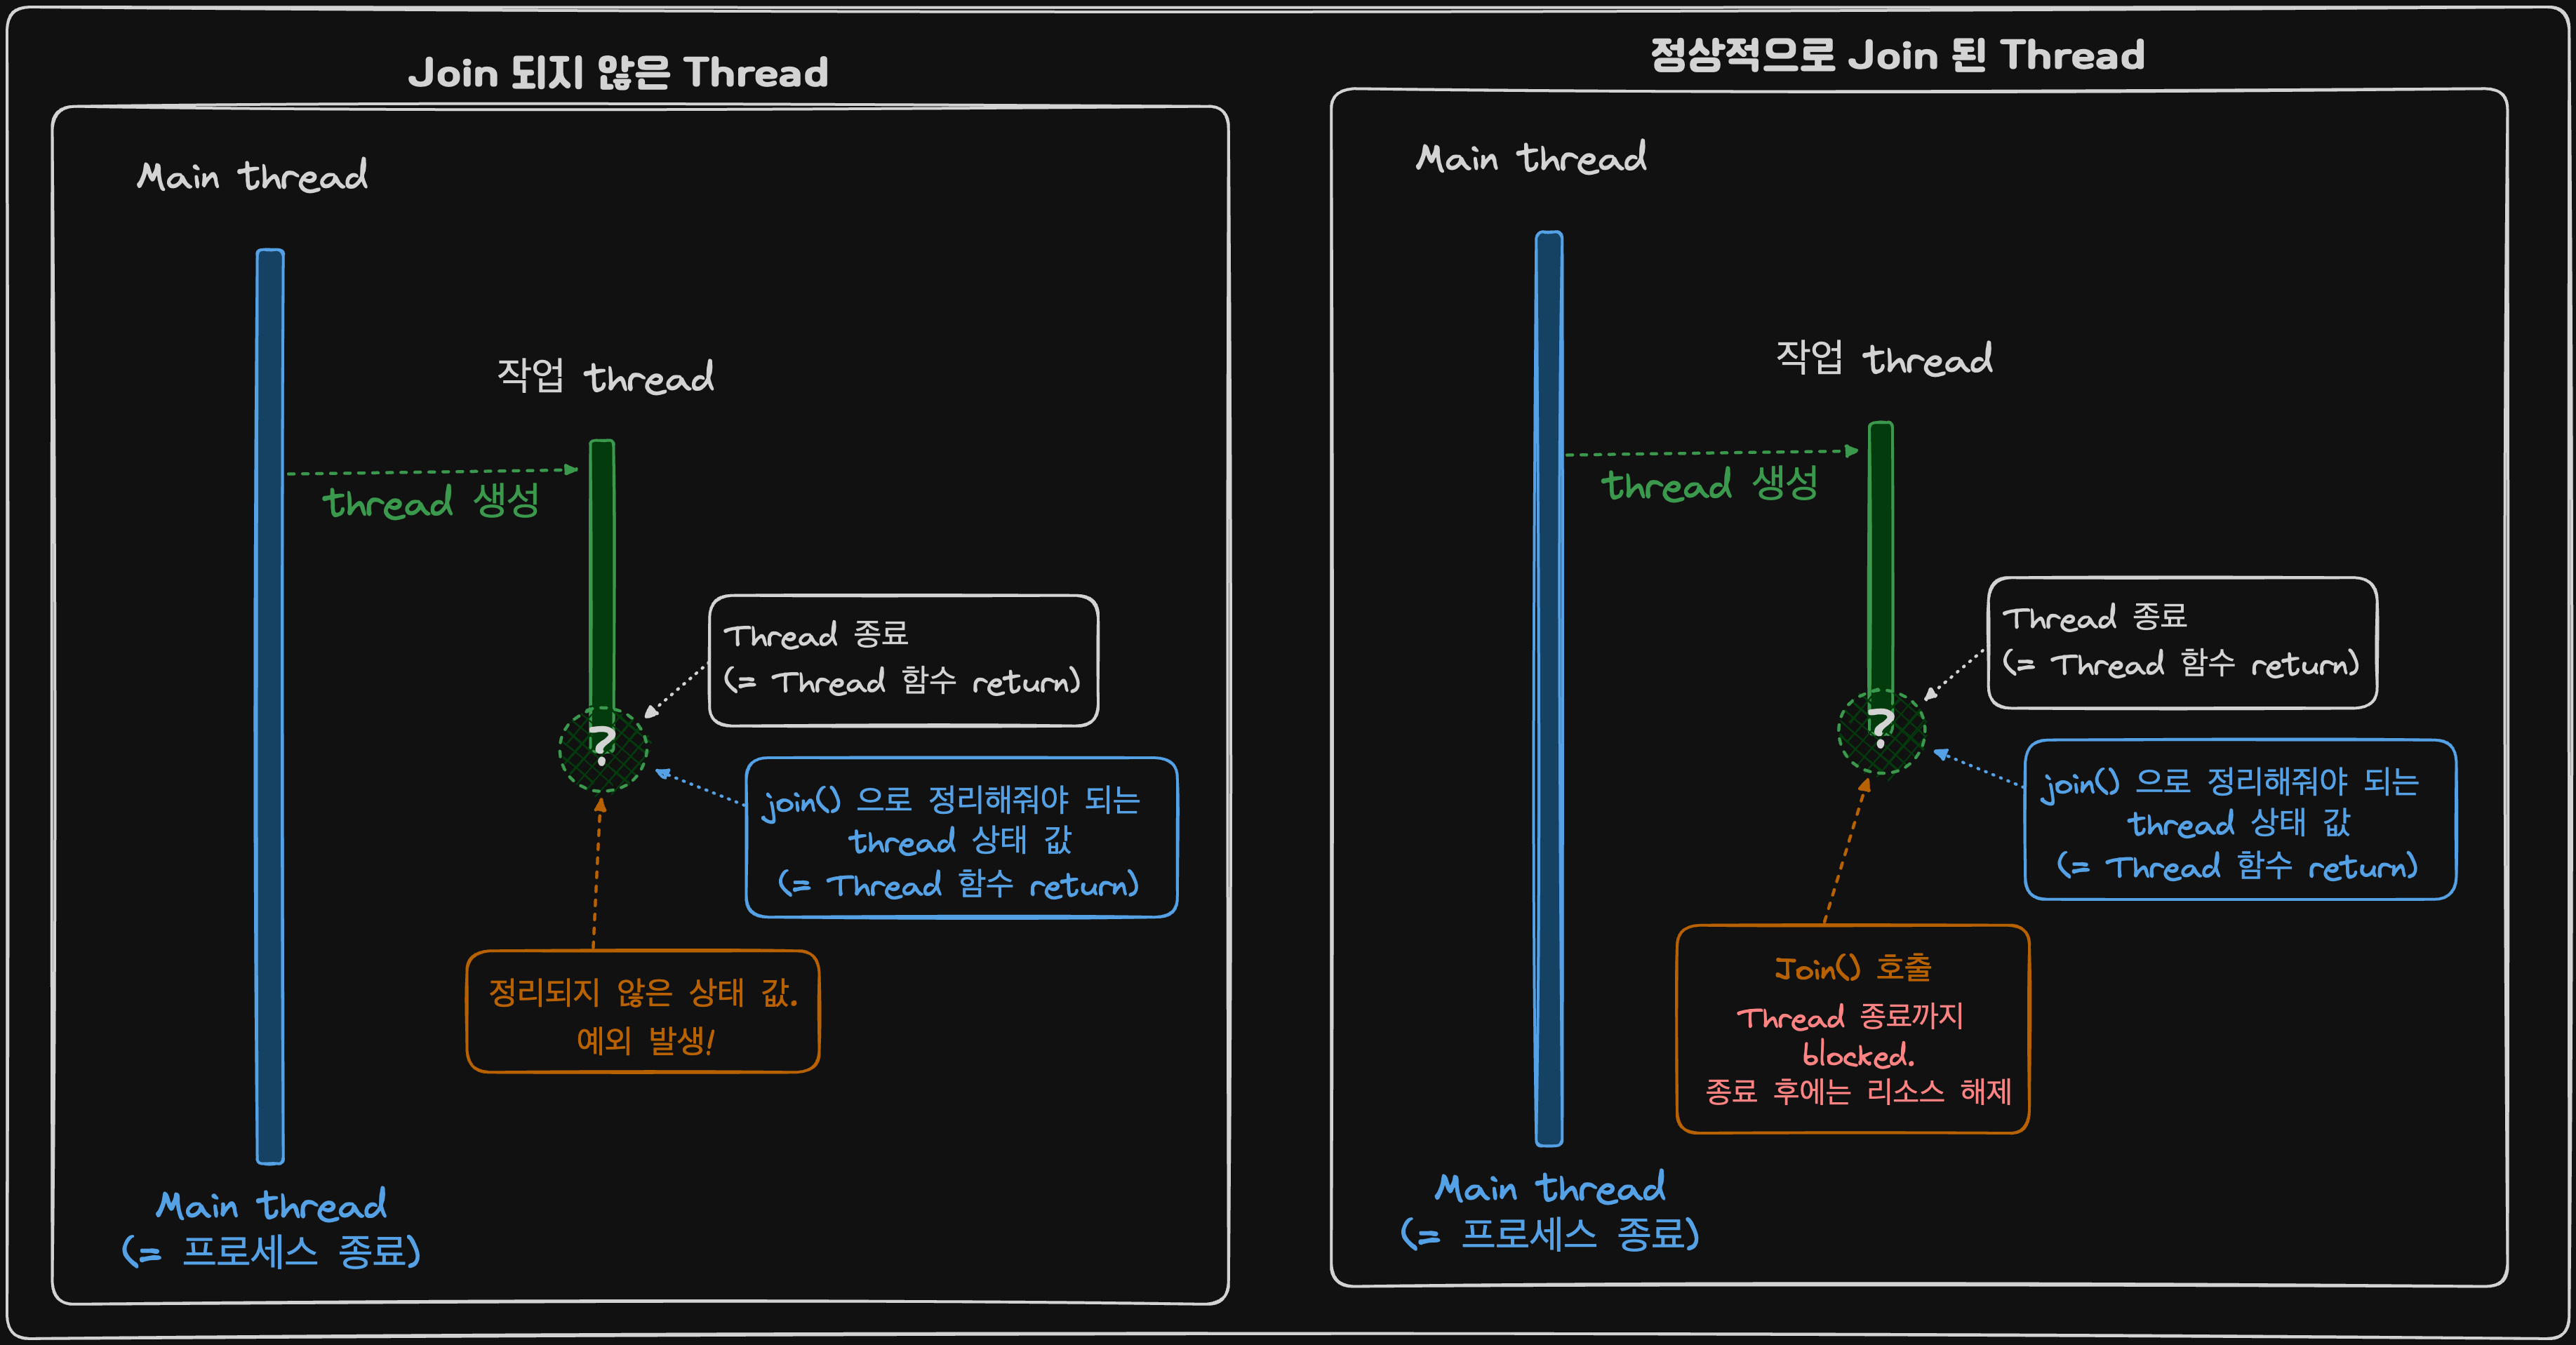 Join 되지 않은 Thread
Main thread
작업 thread
thread 생성
Thread 종료
(= Thread 함수 return)
?
join() 으로 정리해줘야 되는
thread 상태 값
(= Thread 함수 return)
정리되지 않은 상태 값.
예외 발생!
Main thread
(= 프로세스 종료)
정상적으로 Join 된 Thread
Main thread
작업 thread
thread 생성
Thread 종료
(= Thread 함수 return)
?
join() 으로 정리해줘야 되는
thread 상태 값
(= Thread 함수 return)
Join() 호출
Thread 종료까지
blocked.
종료 후에는 리소스 해제
Main thread
(= 프로세스 종료)